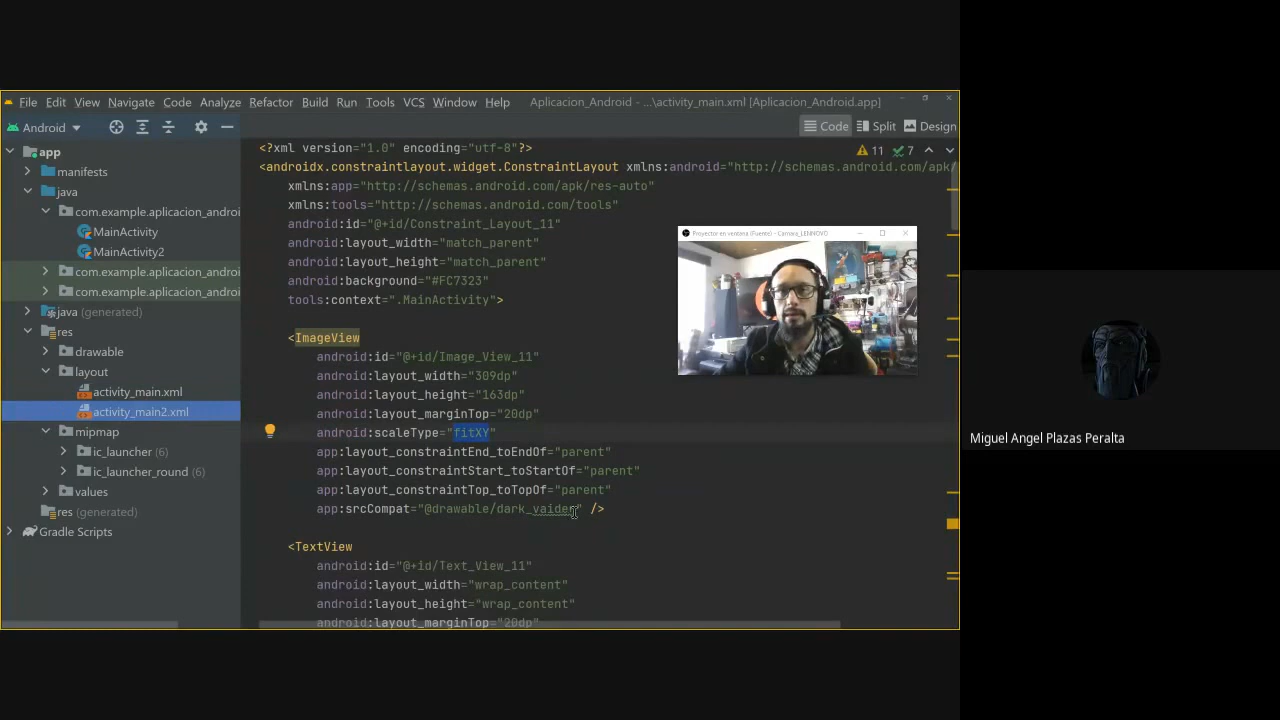 File Edit View Navigate Code Analyze Refactor Build Run Tools VCS Window Help Aplicacion_Android - ...\activity_main.xml [Aplicacion_Android.app]
Android
Code Split Design
app
manifests
java
com.example.aplicacion_androi
MainActivity
MainActivity2
com.example.aplicacion_androi
com.example.aplicacion_androi
java (generated)
res
drawable
layout
activity_main.xml
activity_main2.xml
mipmap
ic_launcher (6)
ic_launcher_round (6)
values
res (generated)
Gradle Scripts
11 7
<?xml version="1.0" encoding="utf-8"?>
<androidx.constraintlayout.widget.ConstraintLayout xmlns:android="http://schemas.android.com/apk/
xmlns:app="http://schemas.android.com/apk/res-auto"
xmlns:tools="http://schemas.android.com/tools"
android:id="@+id/Constraint_Layout_11"
android:layout_width="match_parent"
android:layout_height="match_parent"
android:background="#FC7323"
tools:context=".MainActivity">
<ImageView
android:id="@+id/Image_View_11"
android:layout_width="309dp"
android:layout_height="163dp"
android:layout_marginTop="20dp"
android:scaleType="fitXY"
app:layout_constraintEnd_toEndOf="parent"
app:layout_constraintStart_toStartOf="parent"
app:layout_constraintTop_toTopOf="parent"
app:srcCompat="@drawable/dark_vaider" />
<TextView
android:id="@+id/Text_View_11"
android:layout_width="wrap_content"
android:layout_height="wrap_content"
android:layout_marginTop="20dp"
Proyector en ventana (Fuente) - Camara_LENNOVO
Miguel Angel Plazas Peralta